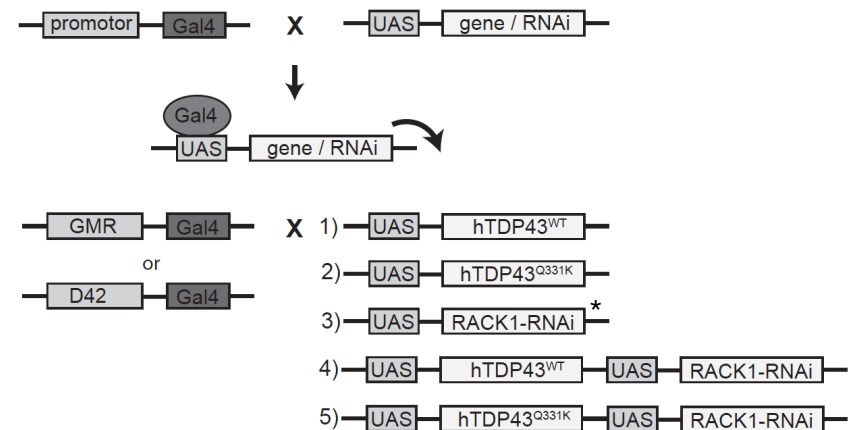 promotor Gal4 X UAS gene / RNAi
Gal4
UAS gene / RNAi
GMR Gal4 X 1) UAS hTDP43WT
or
D42 Gal4
2) UAS hTDP43Q331K
3) UAS RACK1-RNAi *
4) UAS hTDP43WT UAS RACK1-RNAi
5) UAS hTDP43Q331K UAS RACK1-RNAi